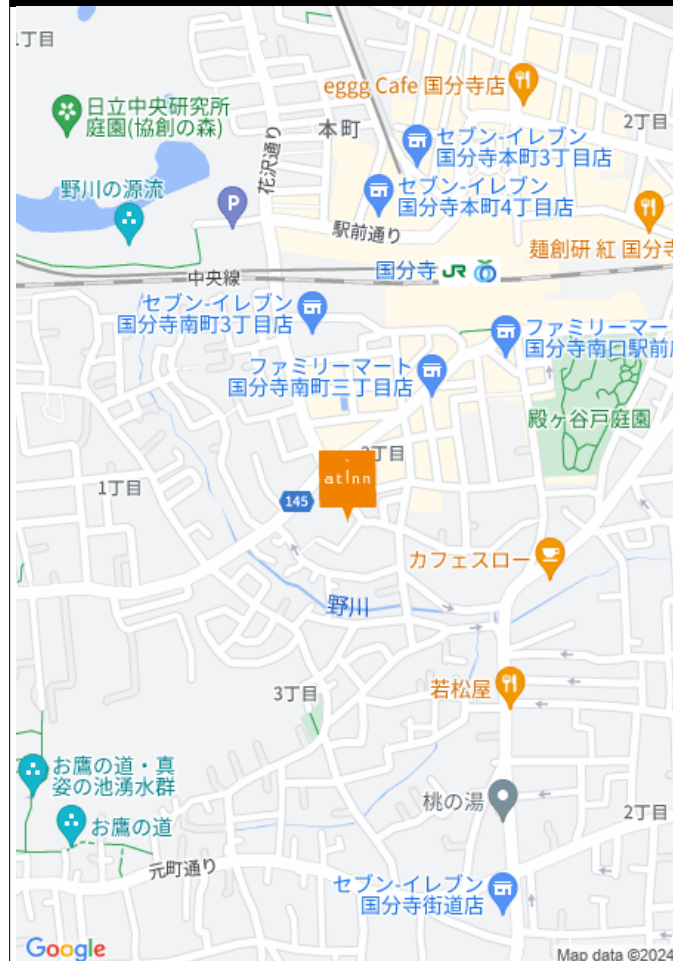 1丁目
eggg Cafe 国分寺店
日立中央研究所
庭園(協創の森)
本町
花沢通り
2丁目
セブン-イレブン
国分寺本町3丁目店
野川の源流
P
セブン-イレブン
国分寺本町4丁目店
駅前通り
麺創研 紅 国分寺
国分寺 JR
中央線
セブン-イレブン
国分寺南町3丁目店
ファミリーマー
国分寺南口駅前店
ファミリーマート
国分寺南町三丁目店
殿ヶ谷戸庭園
2丁目
at Inn
1丁目
145
カフェスロー
野川
3丁目
若松屋
お鷹の道・真
姿の池湧水群
桃の湯
お鷹の道
2丁目
元町通り
セブン-イレブン
国分寺街道店
Google
Map data ©2024